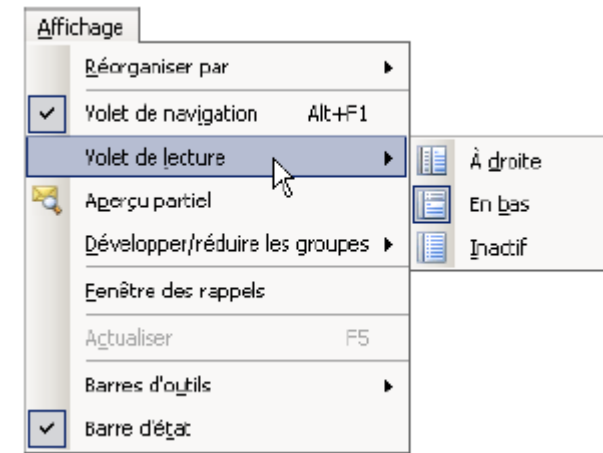 Affichage
Réorganiser par
Volet de navigation Alt+F1
Volet de lecture
À droite
Aperçu partiel
En bas
Développer/réduire les groupes
Inactif
Fenêtre des rappels
Actualiser F5
Barres d'outils
Barre d'état